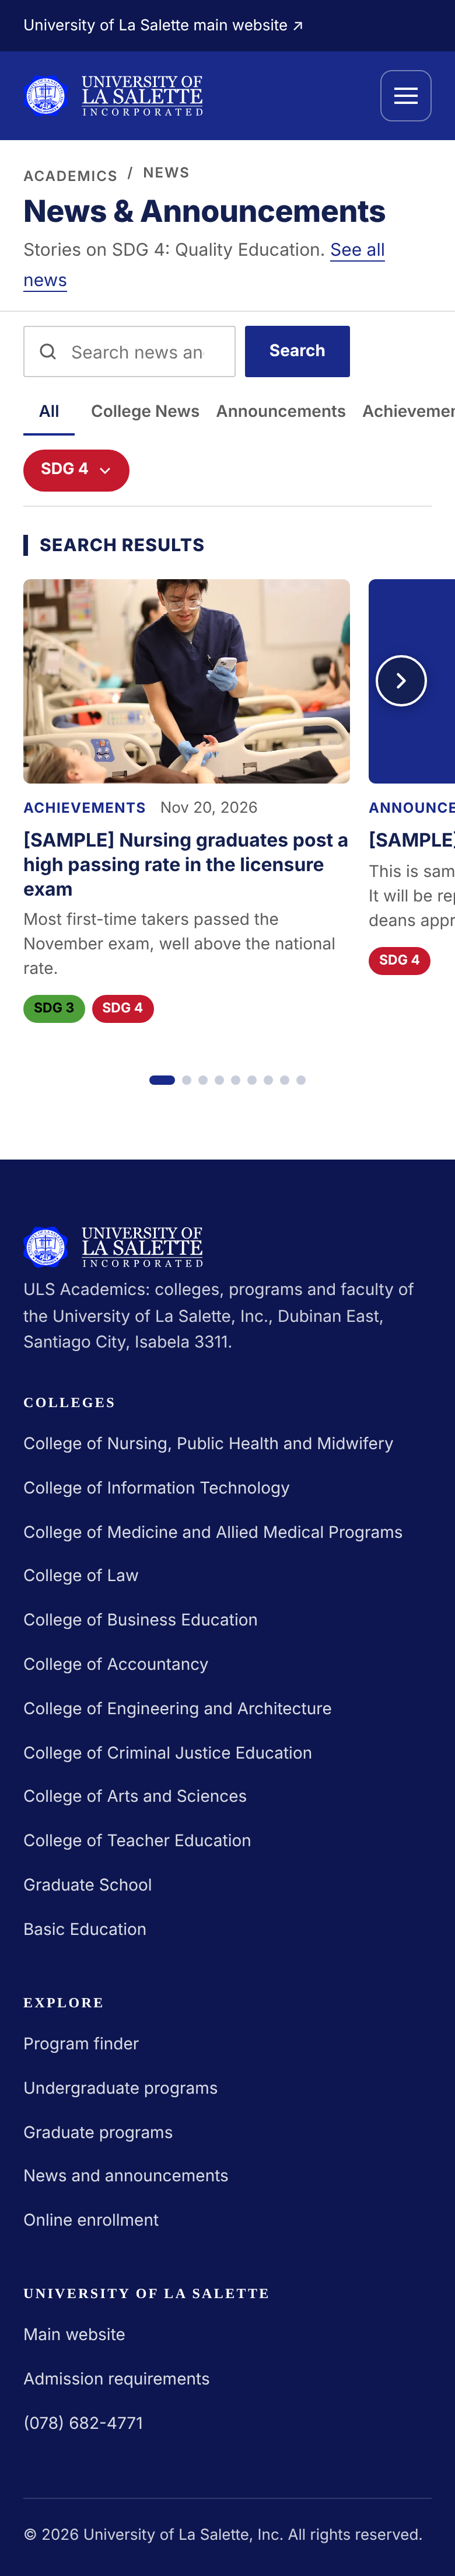 University of La Salette main website ↗
UNIVERSITY OF
LA SALETTE
INCORPORATED
ACADEMICS / NEWS
News & Announcements
Stories on SDG 4: Quality Education. See all
news
Search news an
Search
All College News Announcements Achievemen
SDG 4
SEARCH RESULTS
ACHIEVEMENTS Nov 20, 2026
[SAMPLE] Nursing graduates post a
high passing rate in the licensure
exam
Most first-time takers passed the
November exam, well above the national
rate.
SDG 3 SDG 4
ANNOUNCE
[SAMPLE]
This is sam
It will be rep
deans appr
SDG 4
UNIVERSITY OF
LA SALETTE
INCORPORATED
ULS Academics: colleges, programs and faculty of
the University of La Salette, Inc., Dubinan East,
Santiago City, Isabela 3311.
COLLEGES
College of Nursing, Public Health and Midwifery
College of Information Technology
College of Medicine and Allied Medical Programs
College of Law
College of Business Education
College of Accountancy
College of Engineering and Architecture
College of Criminal Justice Education
College of Arts and Sciences
College of Teacher Education
Graduate School
Basic Education
EXPLORE
Program finder
Undergraduate programs
Graduate programs
News and announcements
Online enrollment
UNIVERSITY OF LA SALETTE
Main website
Admission requirements
(078) 682-4771
© 2026 University of La Salette, Inc. All rights reserved.